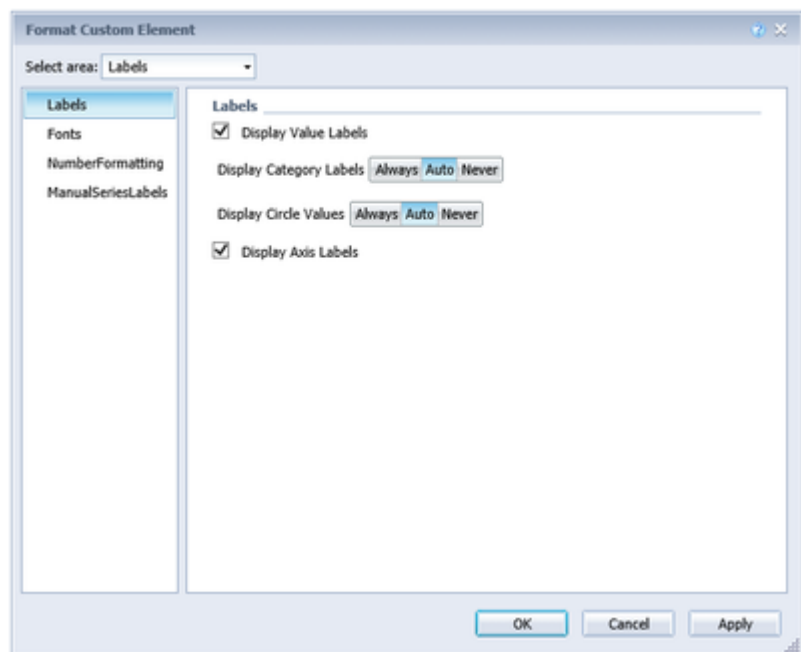 Format Custom Element
Select area: Labels
Labels
Fonts
NumberFormatting
ManualSeriesLabels
Labels
Display Value Labels
Display Category Labels Always Auto Never
Display Circle Values Always Auto Never
Display Axis Labels
OK Cancel Apply